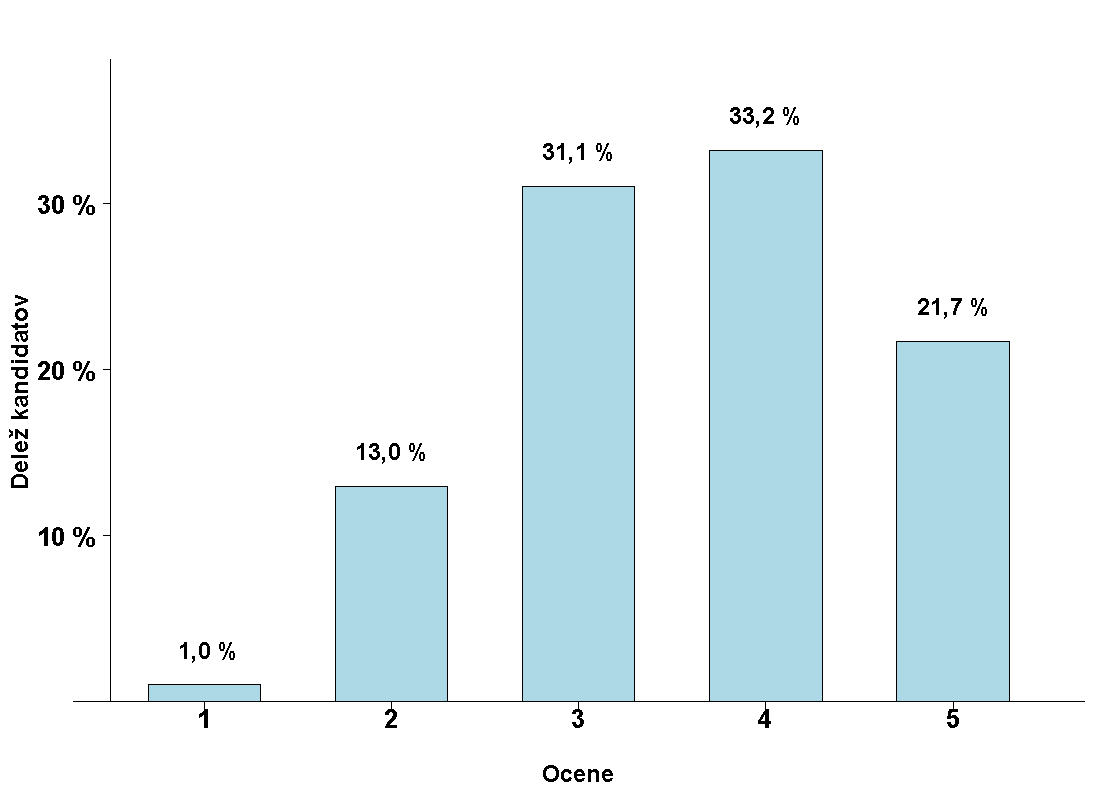 33,2 %
31,1 %
30 %
21,7 %
20 %
13,0 %
10 %
1,0 %
Delež kandidatov
1 2 3 4 5
Ocene